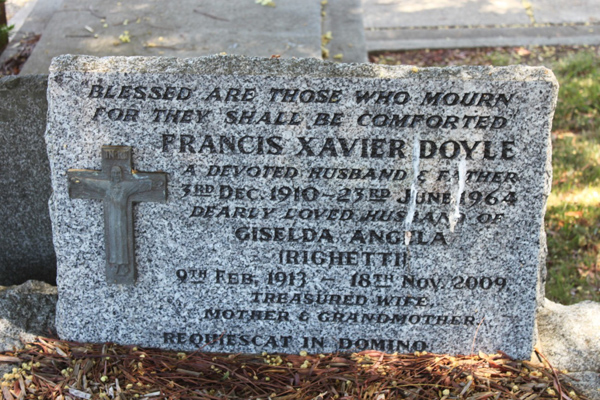 BLESSED ARE THOSE WHO MOURN
FOR THEY SHALL BE COMFORTED
FRANCIS XAVIER DOYLE
A DEVOTED HUSBAND & FATHER
3RD DEC. 1910 - 23RD JUNE 1964
DEARLY LOVED HUSBAND OF
GISELDA ANGELA
(RIGHETTI)
9TH FEB. 1913 - 18TH NOV. 2009.
TREASURED WIFE.
MOTHER & GRANDMOTHER.
REQUIESCAT IN DOMINO.